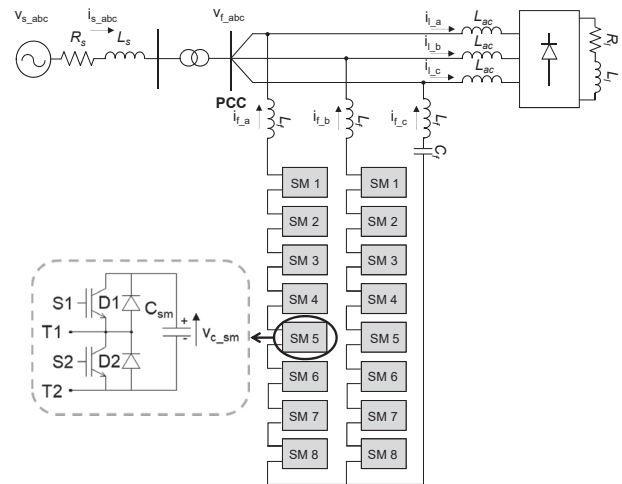 v_s_abc
i_s_abc
R_s
L_s
v_f_abc
PCC
i_l_a
L_ac
i_l_b
L_ac
i_l_c
L_ac
R_l
L_l
i_f_a
L_f
i_f_b
L_f
i_f_c
L_f
C_f
SM 1
SM 1
SM 2
SM 2
SM 3
SM 3
SM 4
SM 4
SM 5
SM 5
SM 6
SM 6
SM 7
SM 7
SM 8
SM 8
S1
D1
C_sm
+
-
v_c_sm
T1
S2
D2
T2